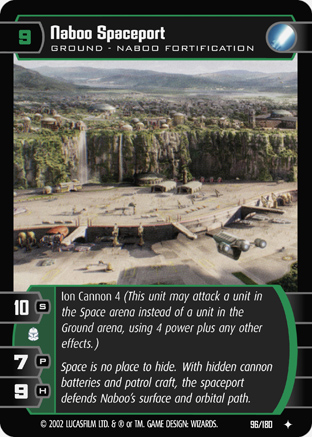 9 Naboo Spaceport
GROUND - NABOO FORTIFICATION
10 S
Ion Cannon 4 (This unit may attack a unit in
the Space arena instead of a unit in the
Ground arena, using 4 power plus any other
effects.)
7 P
Space is no place to hide. With hidden cannon
batteries and patrol craft, the spaceport
defends Naboo's surface and orbital path.
9 H
© 2002 LUCASFILM LTD. & ® or TM. GAME DESIGN: WIZARDS. 96/180